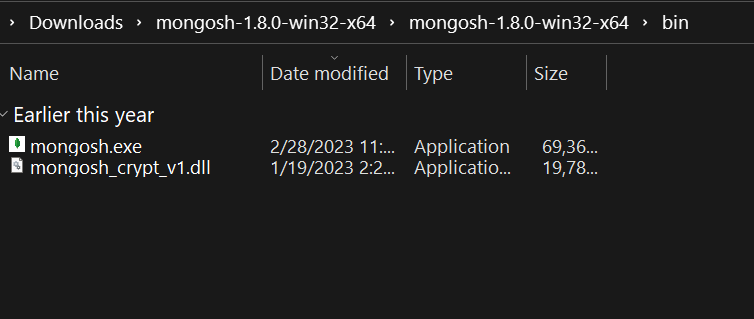 › Downloads › mongosh-1.8.0-win32-x64 › mongosh-1.8.0-win32-x64 › bin
Name Date modified Type Size
Earlier this year
mongosh.exe 2/28/2023 11:... Application 69,36...
mongosh_crypt_v1.dll 1/19/2023 2:2... Applicatio... 19,78...